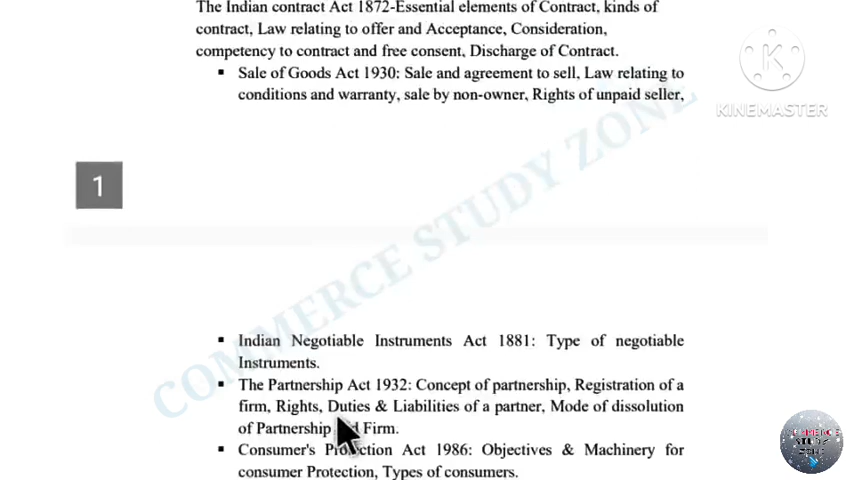 The Indian contract Act 1872-Essential elements of Contract, kinds of
contract, Law relating to offer and Acceptance, Consideration,
competency to contract and free consent, Discharge of Contract.
▪ Sale of Goods Act 1930: Sale and agreement to sell, Law relating to
conditions and warranty, sale by non-owner, Rights of unpaid seller,
K
KINEMASTER
1
COMMERCE STUDY ZONE
▪ Indian Negotiable Instruments Act 1881: Type of negotiable
Instruments.
▪ The Partnership Act 1932: Concept of partnership, Registration of a
firm, Rights, Duties & Liabilities of a partner, Mode of dissolution
of Partnership Firm.
▪ Consumer's Protection Act 1986: Objectives & Machinery for
consumer Protection, Types of consumers.
STUDY
ZONE